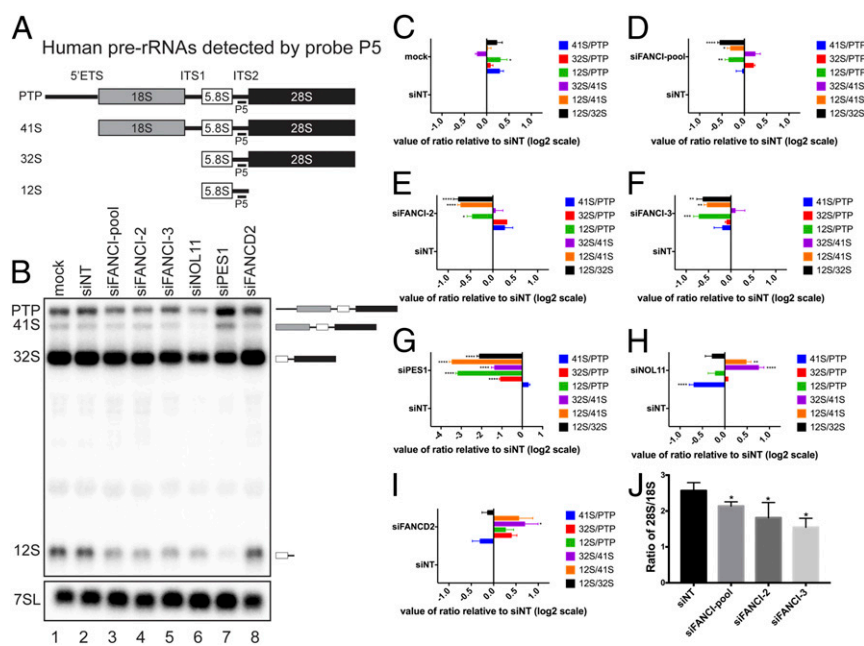 A
Human pre-rRNAs detected by probe P5
5'ETS ITS1 ITS2
PTP 18S 5.8S 28S
P5
41S 18S 5.8S 28S
P5
32S 5.8S 28S
P5
12S 5.8S
P5
B
mock siNT siFANCI-pool siFANCI-2 siFANCI-3 siNOL11 siPES1 siFANCD2
PTP
41S
32S
12S
7SL
1 2 3 4 5 6 7 8
C
mock
siNT
41S/PTP
32S/PTP
12S/PTP
32S/41S
12S/41S
12S/32S
-1.0 -0.5 0.0 0.5 1.0
value of ratio relative to siNT (log2 scale)
D
siFANCI-pool
siNT
****
**
41S/PTP
32S/PTP
12S/PTP
32S/41S
12S/41S
12S/32S
-1.0 -0.5 0.0 0.5 1.0
value of ratio relative to siNT (log2 scale)
E
siFANCI-2
siNT
41S/PTP
32S/PTP
12S/PTP
32S/41S
12S/41S
12S/32S
-1.0 -0.5 0.0 0.5 1.0
value of ratio relative to siNT (log2 scale)
F
siFANCI-3
siNT
41S/PTP
32S/PTP
12S/PTP
32S/41S
12S/41S
12S/32S
-1.0 -0.5 0.0 0.5 1.0
value of ratio relative to siNT (log2 scale)
G
siPES1
siNT
****
****
****
****
****
41S/PTP
32S/PTP
12S/PTP
32S/41S
12S/41S
12S/32S
-4 -3 -2 -1 0 1
value of ratio relative to siNT (log2 scale)
H
siNOL11
siNT
**
****
****
41S/PTP
32S/PTP
12S/PTP
32S/41S
12S/41S
12S/32S
-1.0 -0.5 0.0 0.5 1.0
value of ratio relative to siNT (log2 scale)
I
siFANCD2
siNT
*
41S/PTP
32S/PTP
12S/PTP
32S/41S
12S/41S
12S/32S
-1.0 -0.5 0.0 0.5 1.0
value of ratio relative to siNT (log2 scale)
J
Ratio of 28S/18S
3
2
1
0
* * *
siNT siFANCI-pool siFANCI-2 siFANCI-3